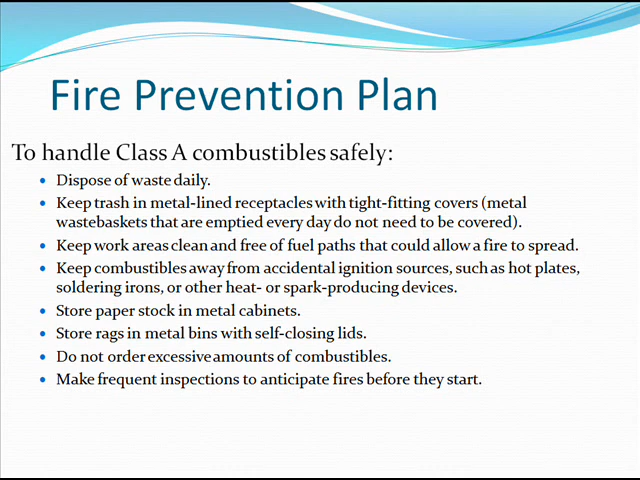 Fire Prevention Plan
To handle Class A combustibles safely:
• Dispose of waste daily.
• Keep trash in metal-lined receptacles with tight-fitting covers (metal
wastebaskets that are emptied every day do not need to be covered).
• Keep work areas clean and free of fuel paths that could allow a fire to spread.
• Keep combustibles away from accidental ignition sources, such as hot plates,
soldering irons, or other heat- or spark-producing devices.
• Store paper stock in metal cabinets.
• Store rags in metal bins with self-closing lids.
• Do not order excessive amounts of combustibles.
• Make frequent inspections to anticipate fires before they start.